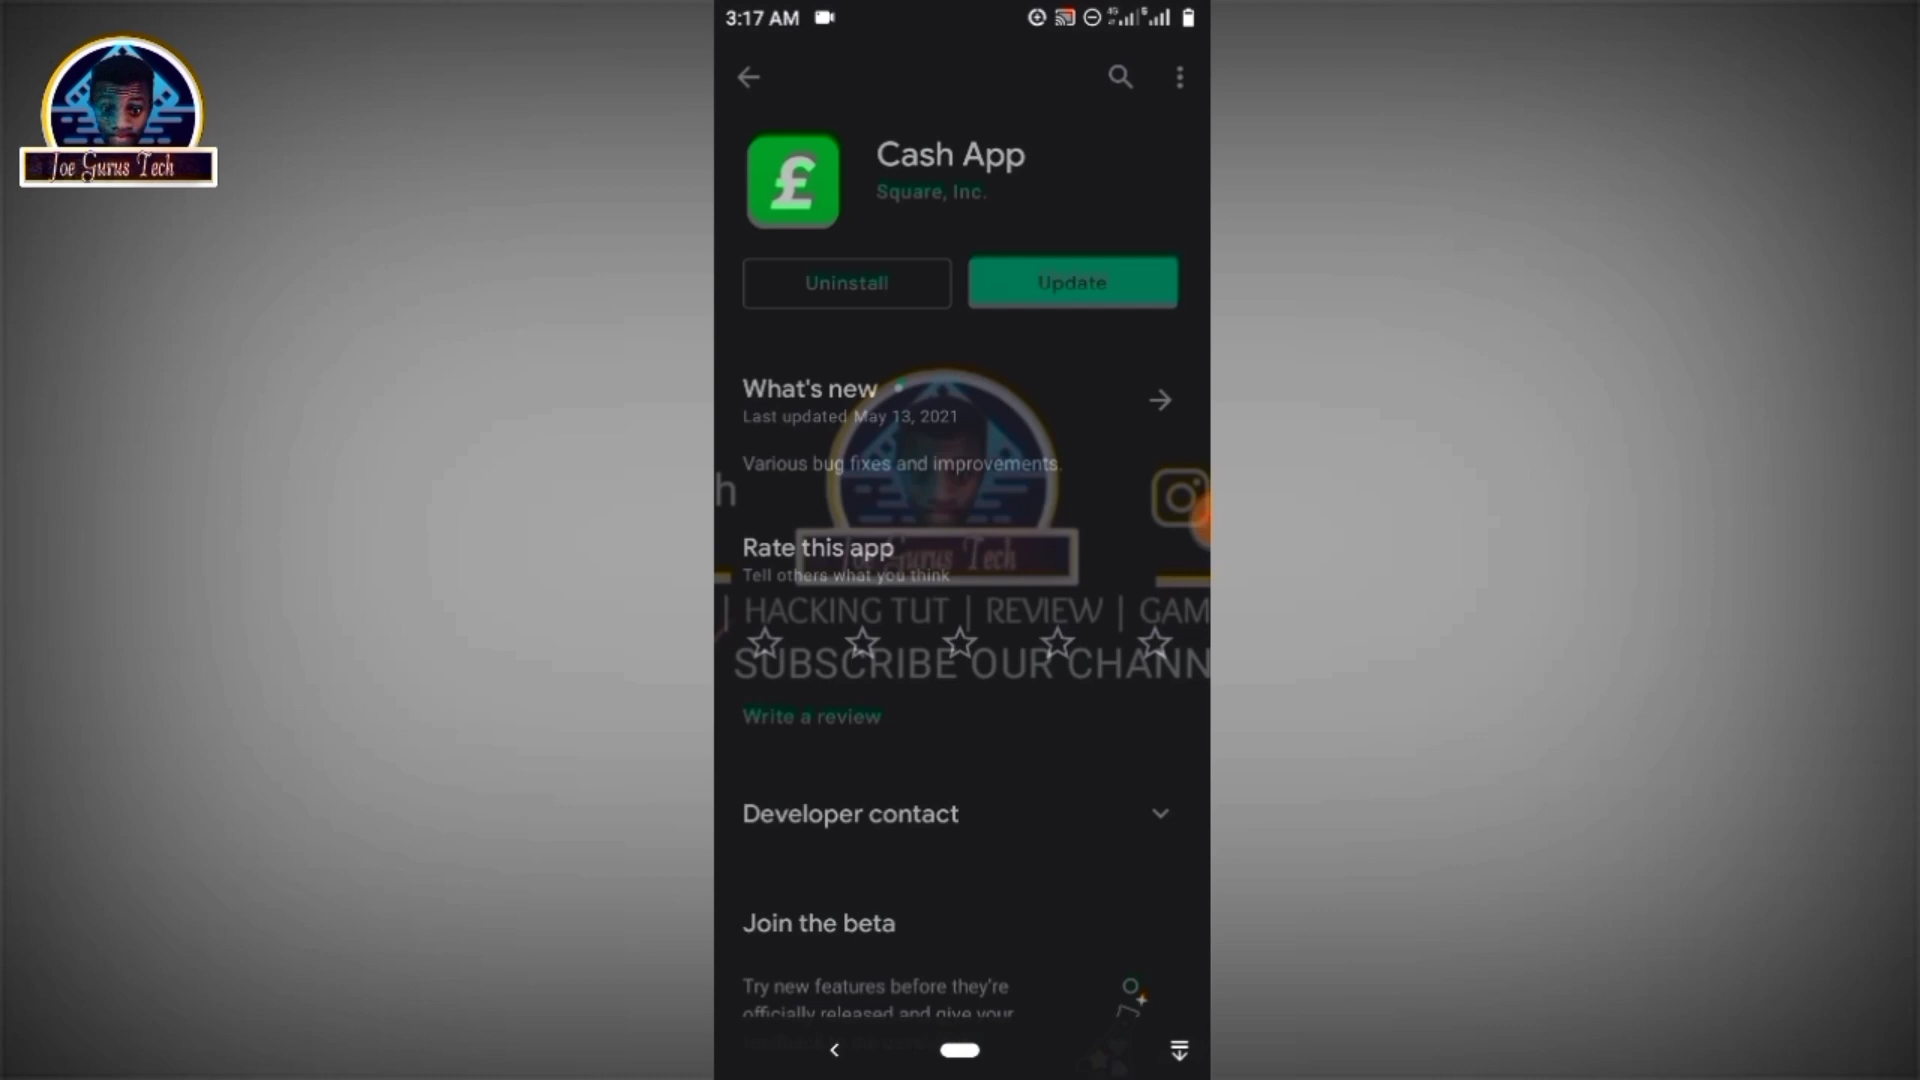 3:17 AM
Joe Gurus Tech
Cash App
Square, Inc.
Uninstall
Update
What's new
Last updated May 13, 2021
Various bug fixes and improvements.
h
Rate this app
Gurus Tech
Tell others what you think
| HACKING TUT | REVIEW | GAM
SUBSCRIBE OUR CHANN
Write a review
Developer contact
Join the beta
Try new features before they're
officially released and give your